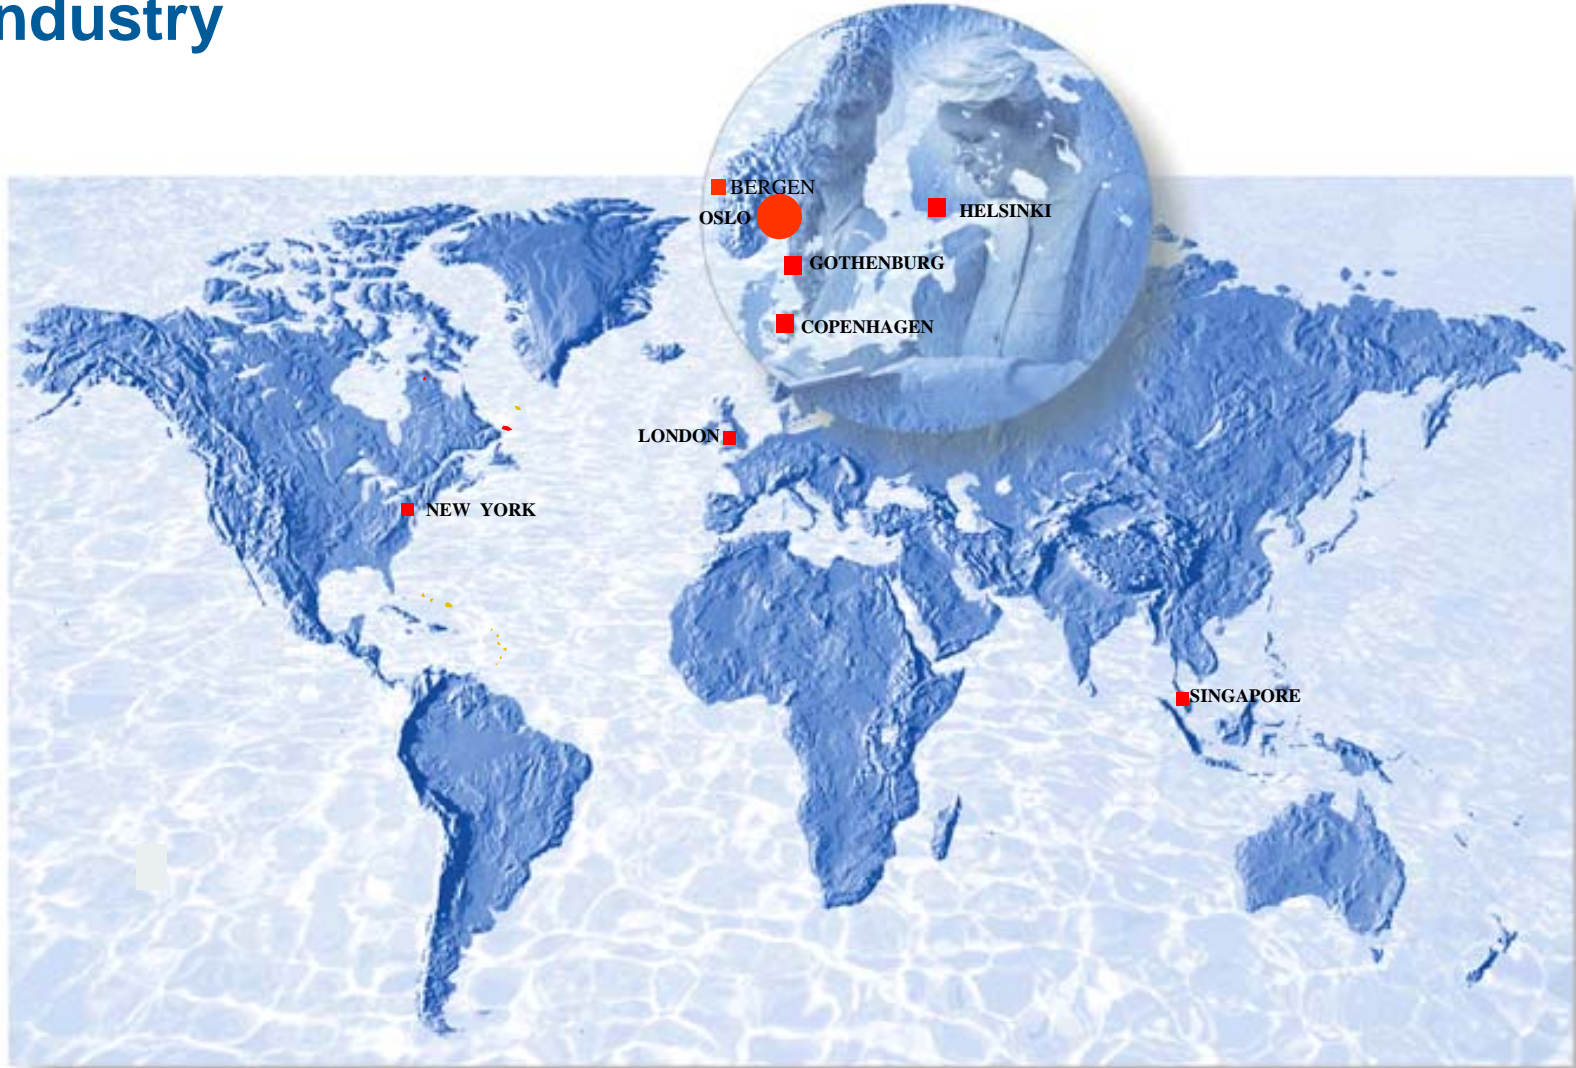 ndustry
BERGEN
OSLO
HELSINKI
GOTHENBURG
COPENHAGEN
LONDON
NEW YORK
SINGAPORE